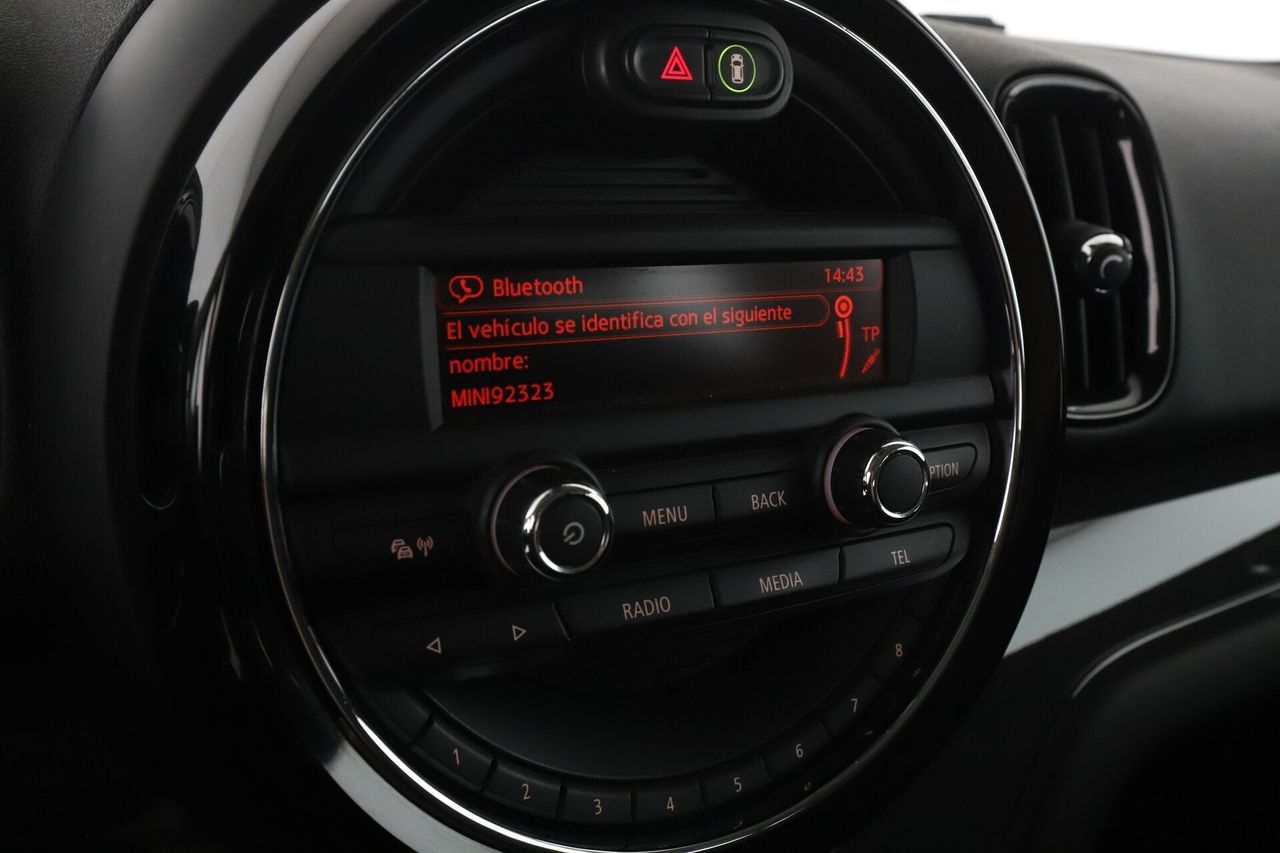 Bluetooth 14:43
El vehículo se identifica con el siguiente
TP
nombre:
MINI92323
MENU BACK PTION
RADIO MEDIA TEL
1 2 3 4 5 6 7 8